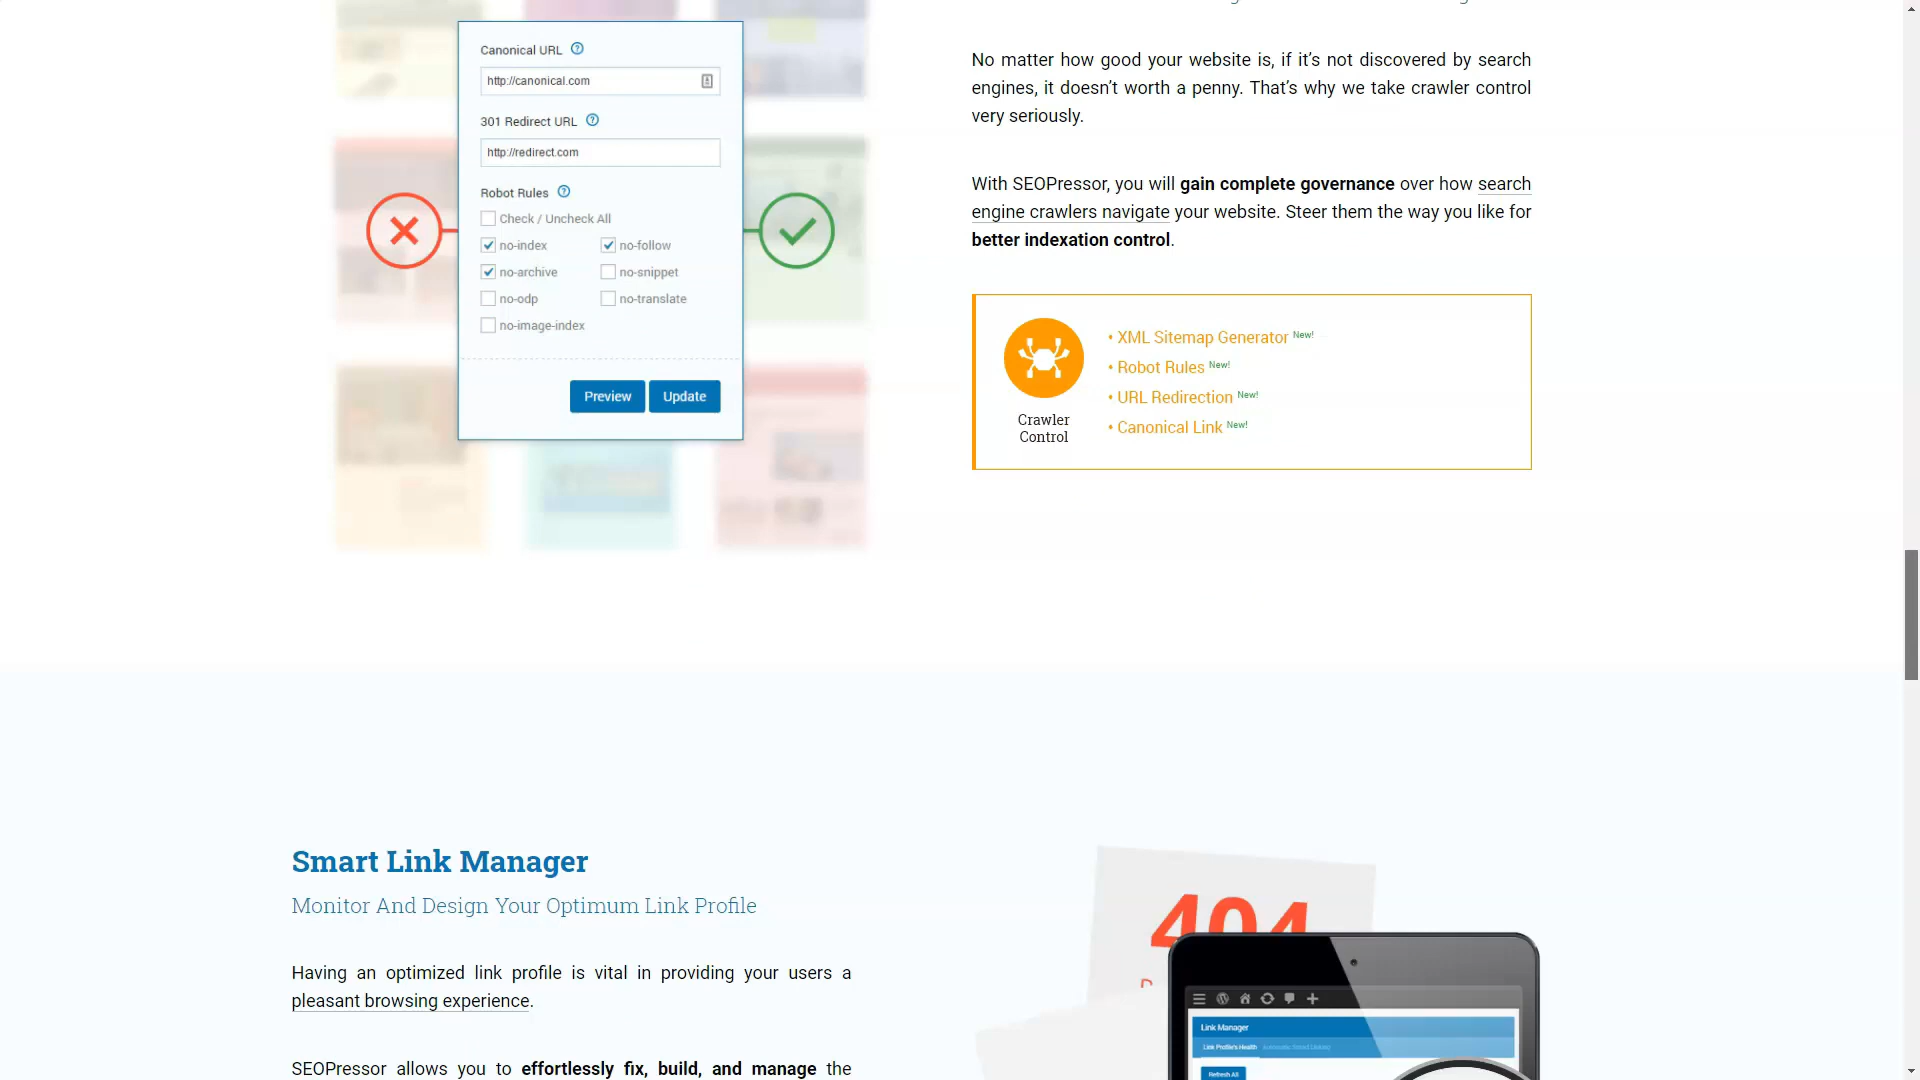 Canonical URL
http://canonical.com
301 Redirect URL
http://redirect.com
Robot Rules
Check / Uncheck All
no-index no-follow
no-archive no-snippet
no-odp no-translate
no-image-index
Preview Update
No matter how good your website is, if it’s not discovered by search
engines, it doesn’t worth a penny. That’s why we take crawler control
very seriously.
With SEOPressor, you will gain complete governance over how search
engine crawlers navigate your website. Steer them the way you like for
better indexation control.
Crawler
Control
• XML Sitemap Generator New!
• Robot Rules New!
• URL Redirection New!
• Canonical Link New!
Smart Link Manager
Monitor And Design Your Optimum Link Profile
Having an optimized link profile is vital in providing your users a
pleasant browsing experience.
SEOPressor allows you to effortlessly fix, build, and manage the
404
Link Manager
Link Profile's Health
Refresh All